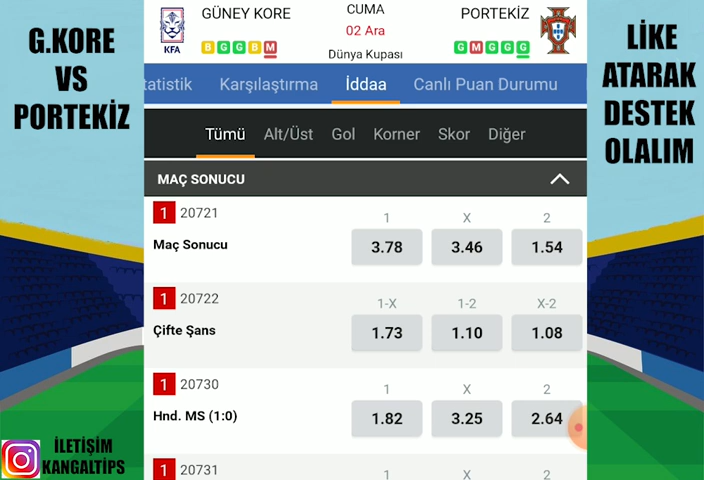 G.KORE
VS
PORTEKİZ
KFA
GÜNEY KORE
B G G B M
CUMA
02 Ara
Dünya Kupası
PORTEKİZ
G M G G G
LİKE
ATARAK
DESTEK
OLALIM
tatistik Karşılaştırma İddaa Canlı Puan Durumu
Tümü Alt/Üst Gol Korner Skor Diğer
MAÇ SONUCU
1 20721
Maç Sonucu
1 X 2
3.78 3.46 1.54
1 20722
Çifte Şans
1-X 1-2 X-2
1.73 1.10 1.08
1 20730
Hnd. MS (1:0)
1 X 2
1.82 3.25 2.64
1 20731
1 X 2
İLETİŞİM
KANGALTİPS